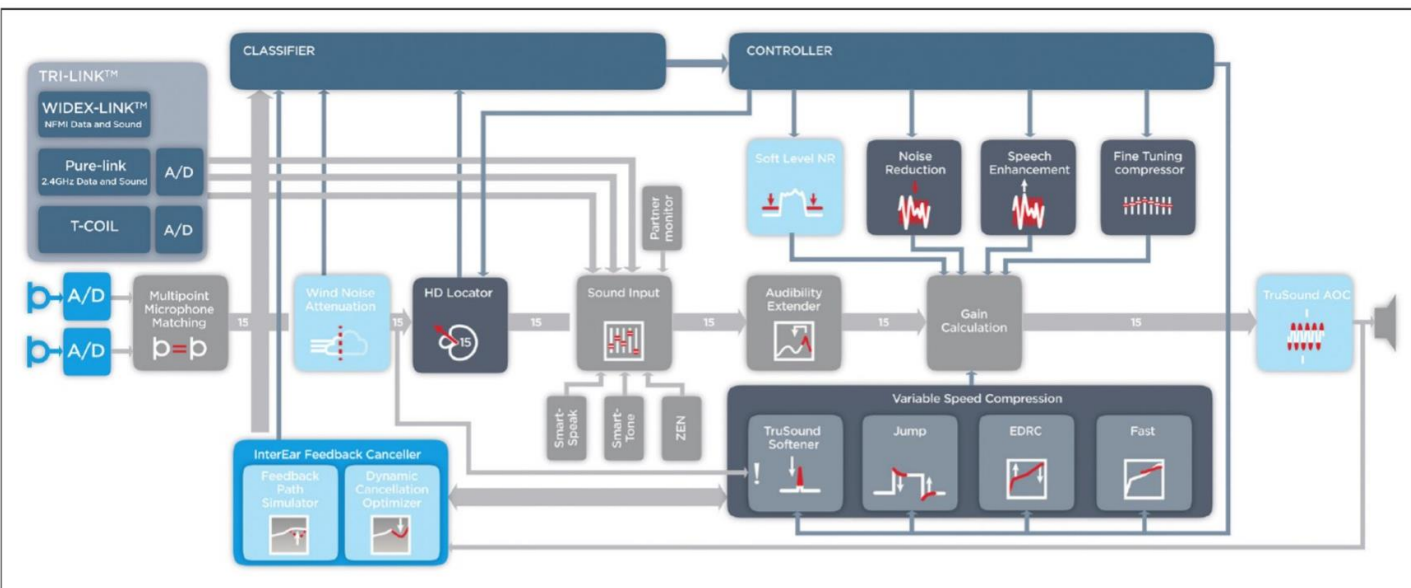 CLASSIFIER
CONTROLLER
TRI-LINK™
WIDEX-LINK™
NFMI Data and Sound
Pure-link
2.4GHz Data and Sound
A/D
T-COIL
A/D
Soft Level NR
Noise
Reduction
Speech
Enhancement
Fine Tuning
compressor
Partner
monitor
A/D
A/D
Multipoint
Microphone
Matching
15
Wind Noise
Attenuation
15
HD Locator
15
15
Sound Input
15
Audibility
Extender
15
Gain
Calculation
15
TruSound AOC
Smart-
Speak
Smart-
Tone
ZEN
Variable Speed Compression
!
TruSound
Softener
Jump
EDRC
Fast
InterEar Feedback Canceller
Feedback
Path
Simulator
Dynamic
Cancellation
Optimizer